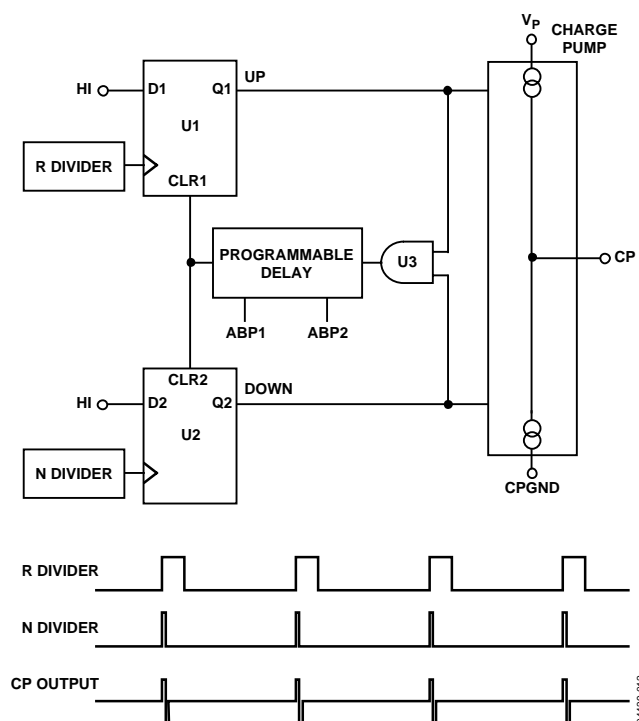 VP
CHARGE
PUMP
UP
HI
D1
Q1
U1
R DIVIDER
CLR1
PROGRAMMABLE
DELAY
U3
CP
ABP1
ABP2
CLR2
DOWN
HI
D2
Q2
U2
N DIVIDER
CPGND
R DIVIDER
N DIVIDER
CP OUTPUT